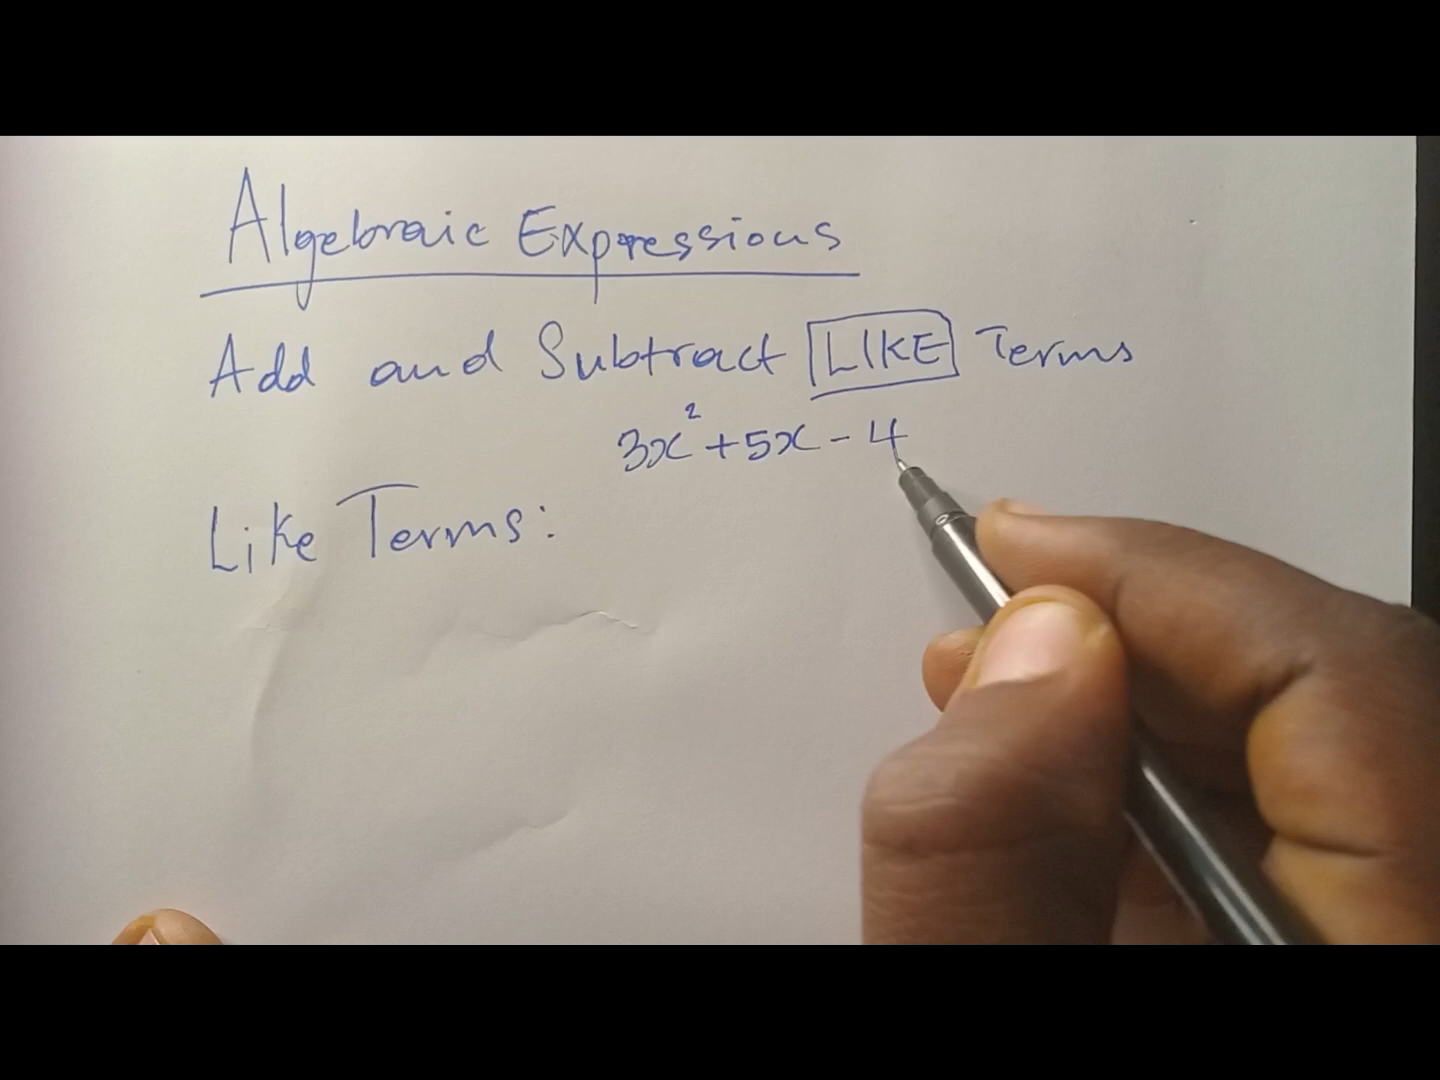 Algebraic Expressions
Add and Subtract LIKE Terms
3x² + 5x - 4
Like Terms: